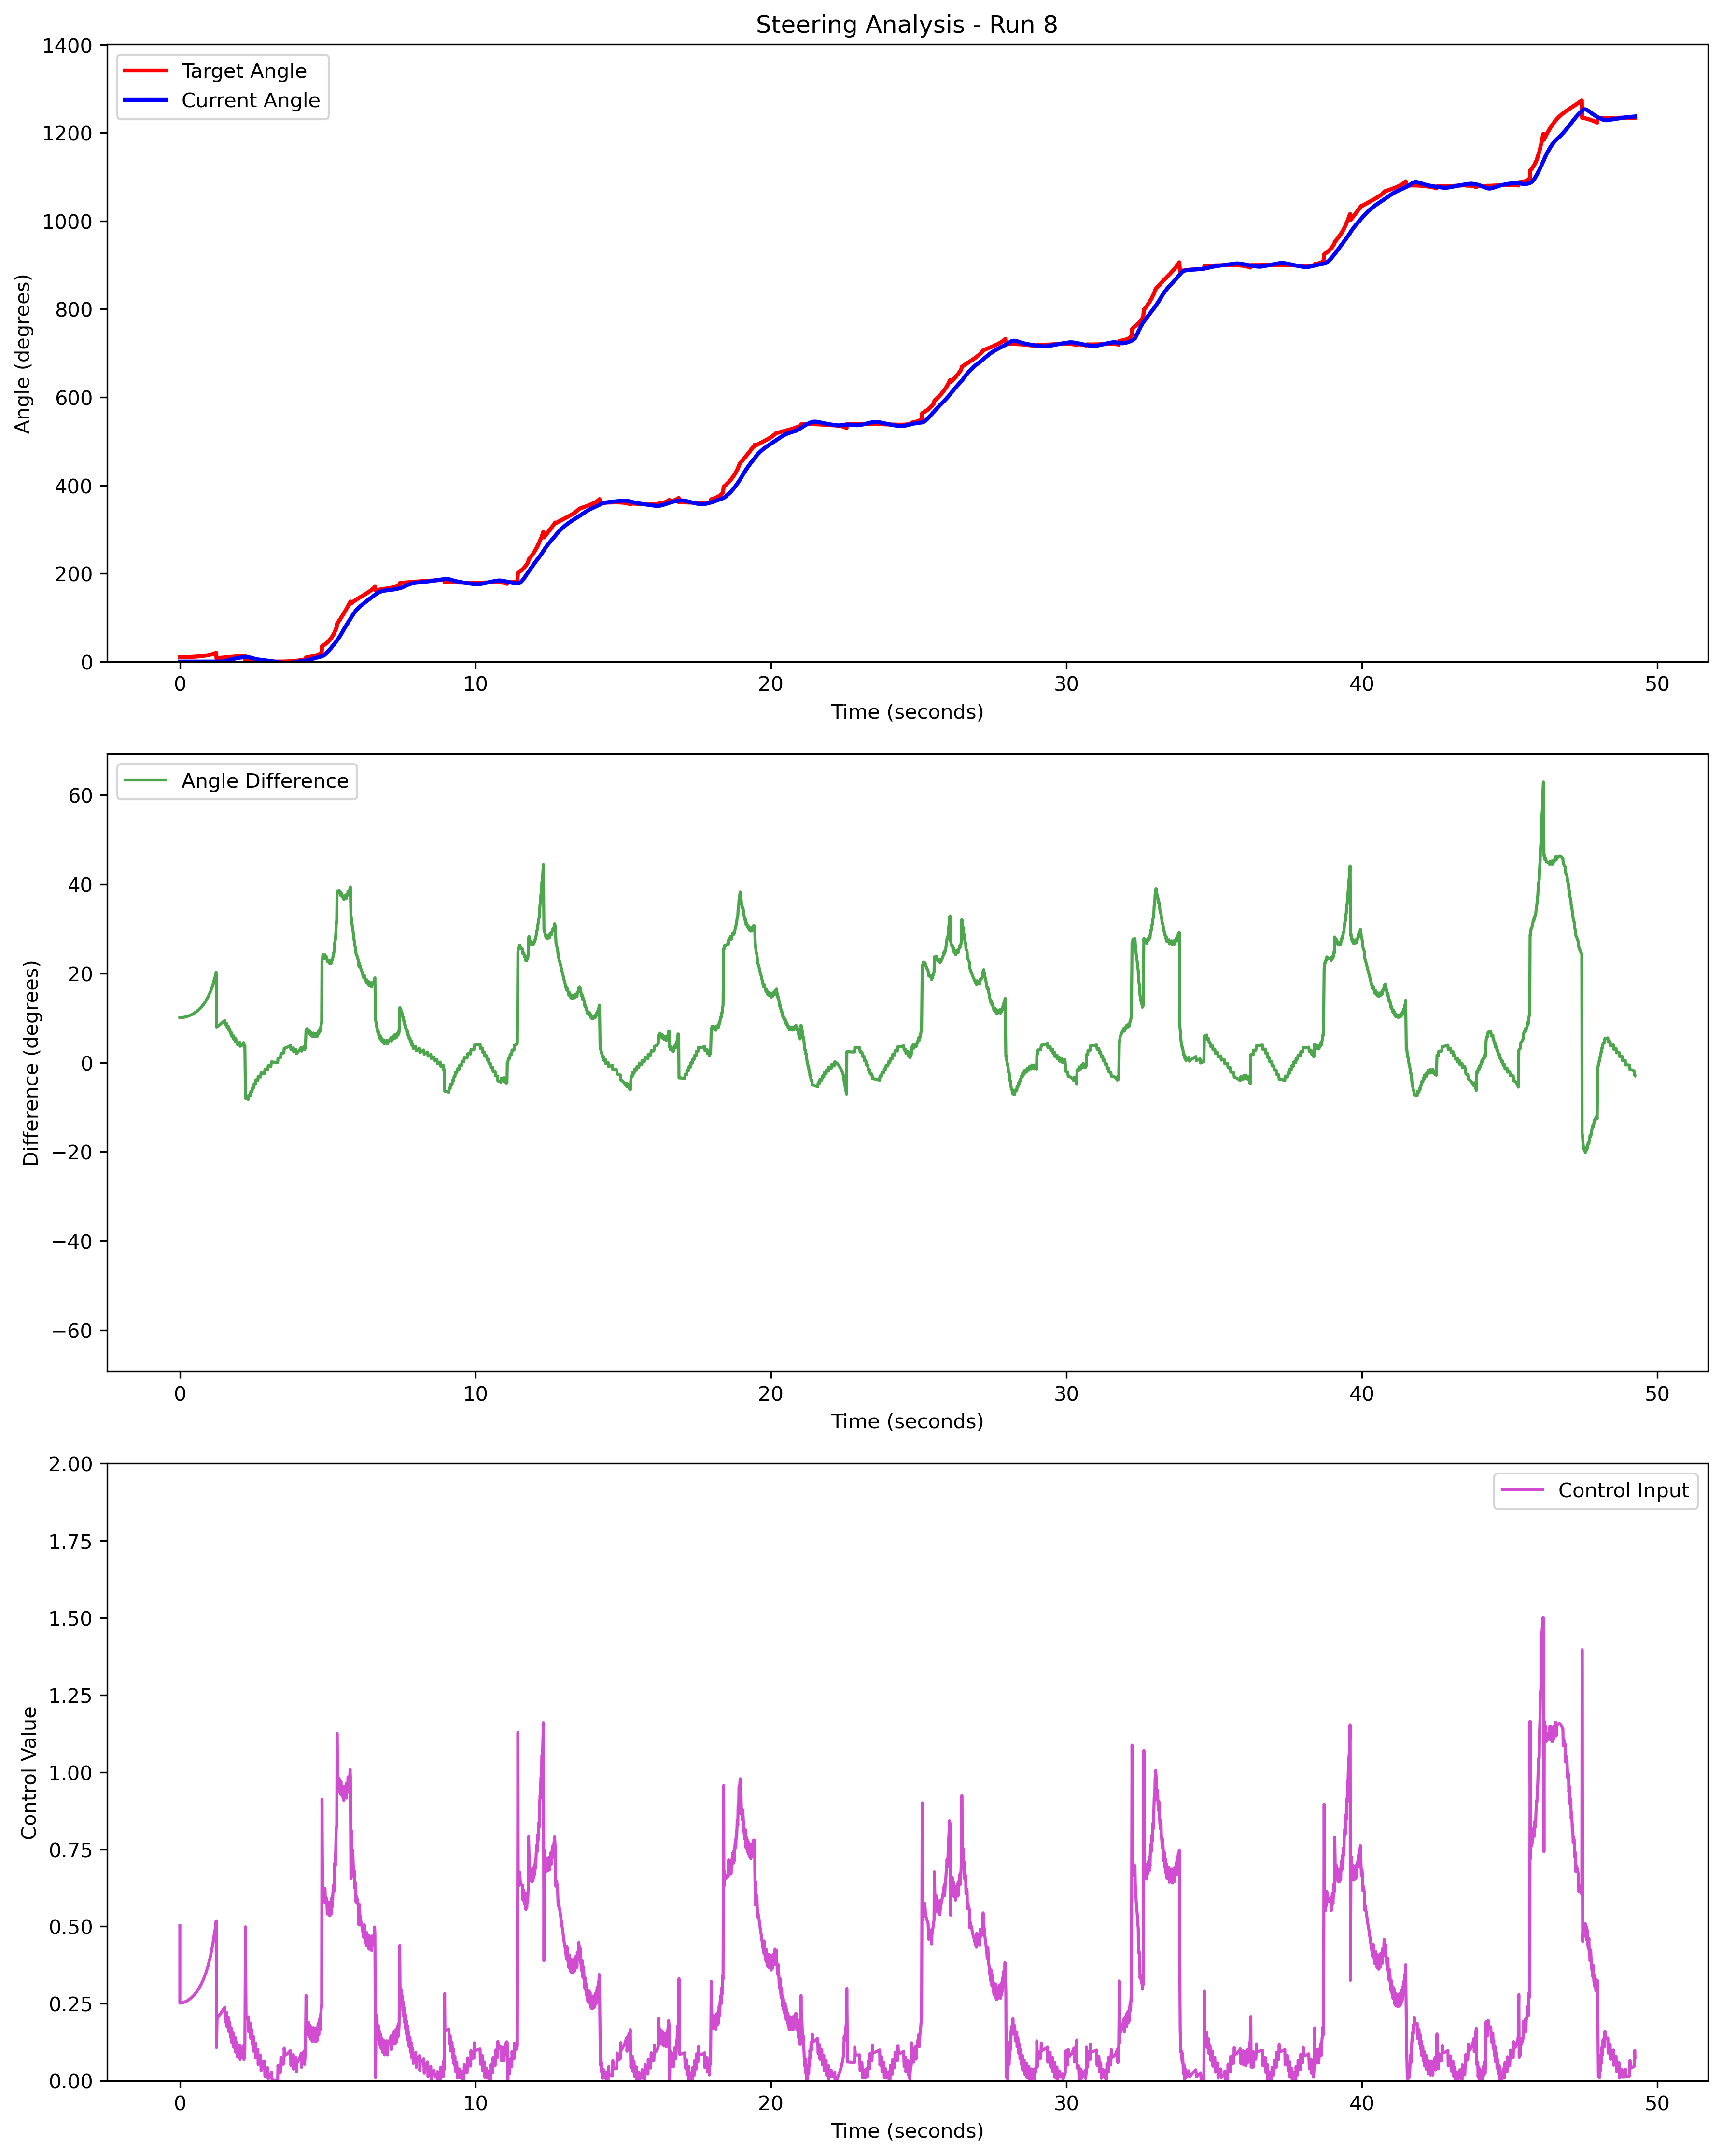 Steering Analysis - Run 8
1400
1200
1000
800
600
400
200
0
Angle (degrees)
Target Angle
Current Angle
0 10 20 30 40 50
Time (seconds)
60
40
20
0
−20
−40
−60
Difference (degrees)
Angle Difference
0 10 20 30 40 50
Time (seconds)
2.00
1.75
1.50
1.25
1.00
0.75
0.50
0.25
0.00
Control Value
Control Input
0 10 20 30 40 50
Time (seconds)